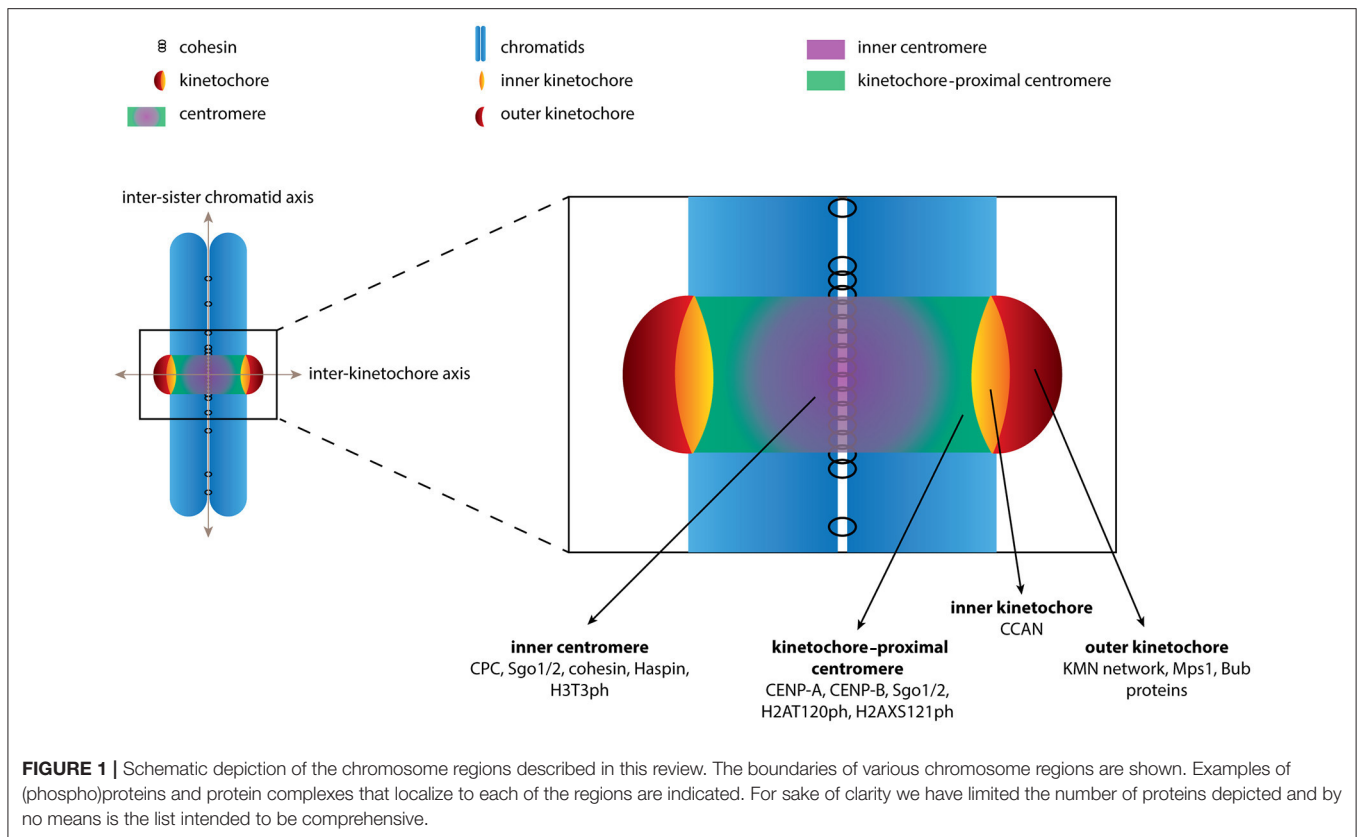 cohesin
chromatids
inner centromere
kinetochore
inner kinetochore
kinetochore-proximal centromere
centromere
outer kinetochore
inter-sister chromatid axis
inter-kinetochore axis
inner centromere
CPC, Sgo1/2, cohesin, Haspin,
H3T3ph
kinetochore-proximal
centromere
CENP-A, CENP-B, Sgo1/2,
H2AT120ph, H2AXS121ph
inner kinetochore
CCAN
outer kinetochore
KMN network, Mps1, Bub
proteins
FIGURE 1 | Schematic depiction of the chromosome regions described in this review. The boundaries of various chromosome regions are shown. Examples of
(phospho)proteins and protein complexes that localize to each of the regions are indicated. For sake of clarity we have limited the number of proteins depicted and by
no means is the list intended to be comprehensive.